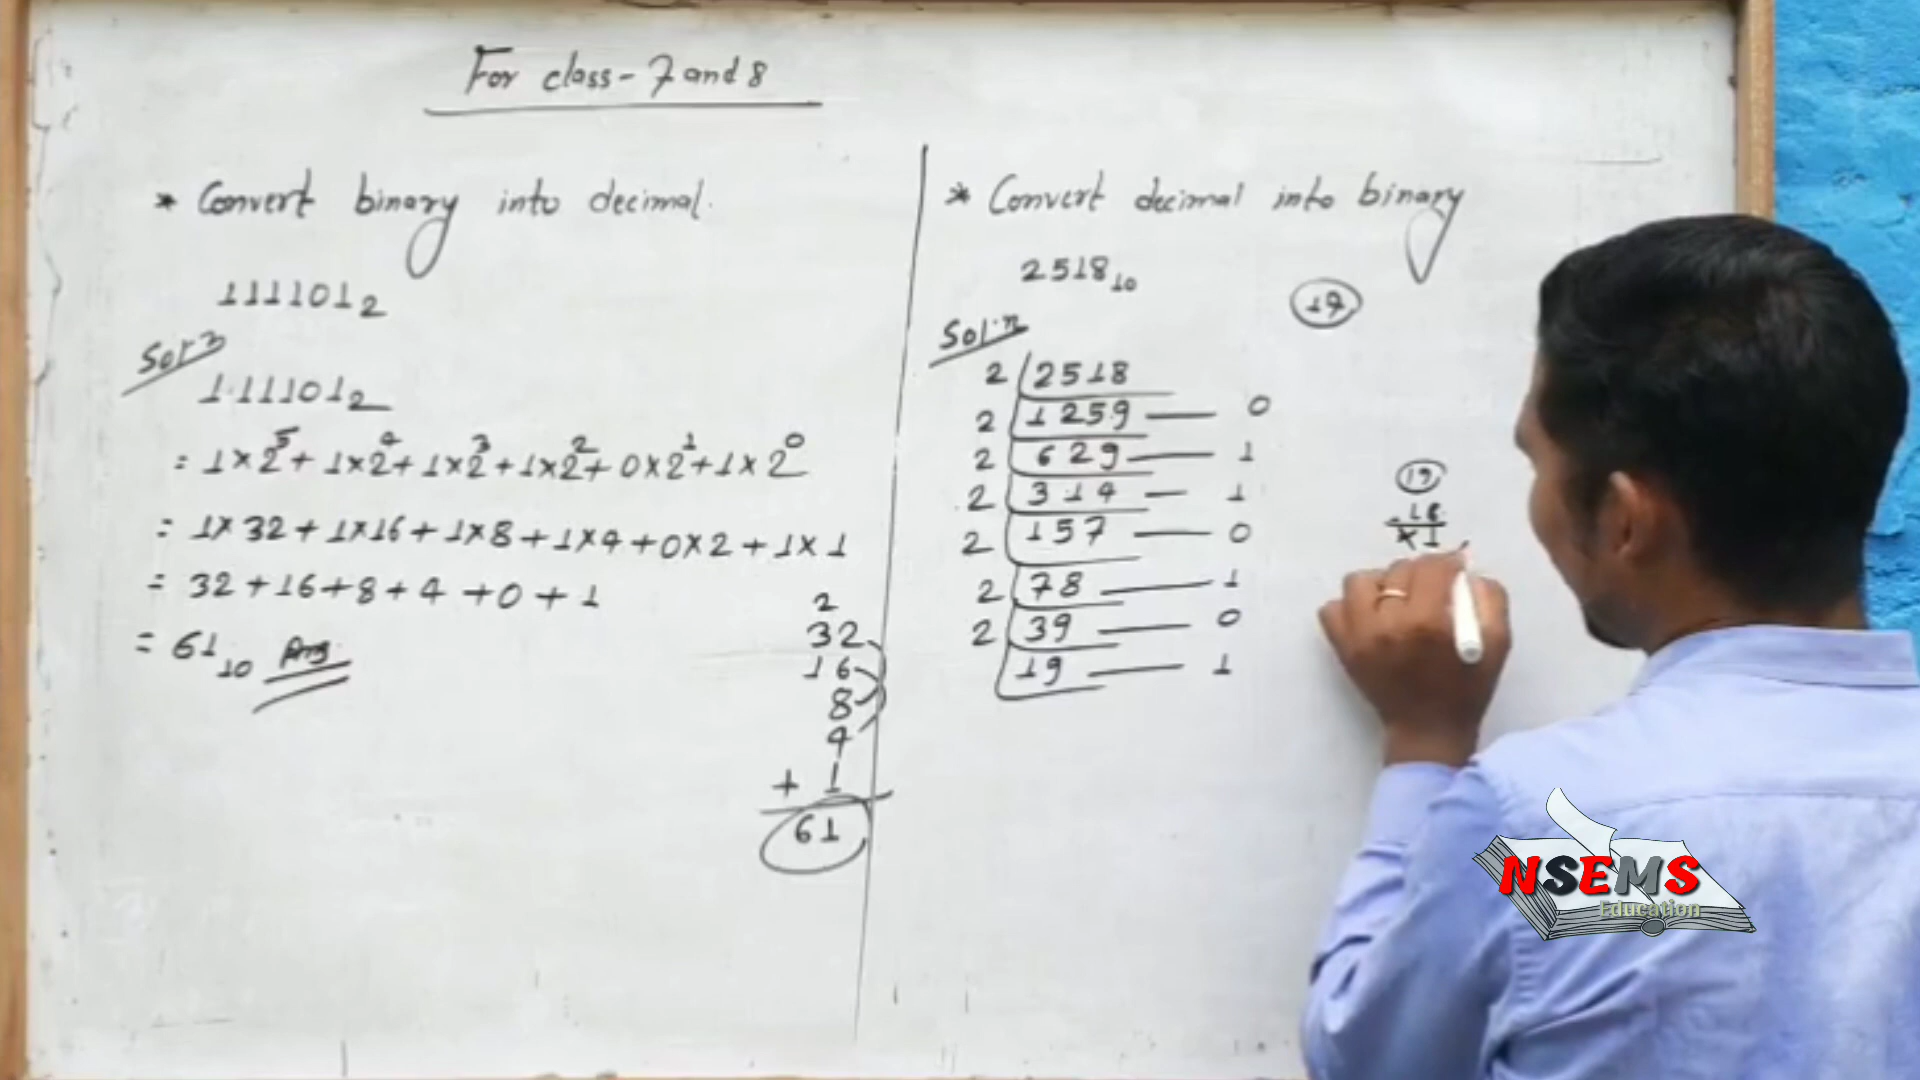 For class - 7 and 8
* Convert binary into decimal.
111101₂
Sol:n
111101₂
= 1×2⁵+ 1×2⁴+ 1×2³+1×2²+ 0×2¹+1×2⁰
= 1×32+1×16+1×8+1×4+0×2+1×1
= 32+16+8+4+0+1
= 61₁₀ Ans.
2
32
16
8
4
+ 1
61
* Convert decimal into binary
2518₁₀
Sol:n
2 2518
2 1259 — 0
2 629 — 1
2 314 — 1
2 157 — 0
2 78 — 1
2 39 — 0
19 — 1
19
- 18
×1
NSEMS
Education